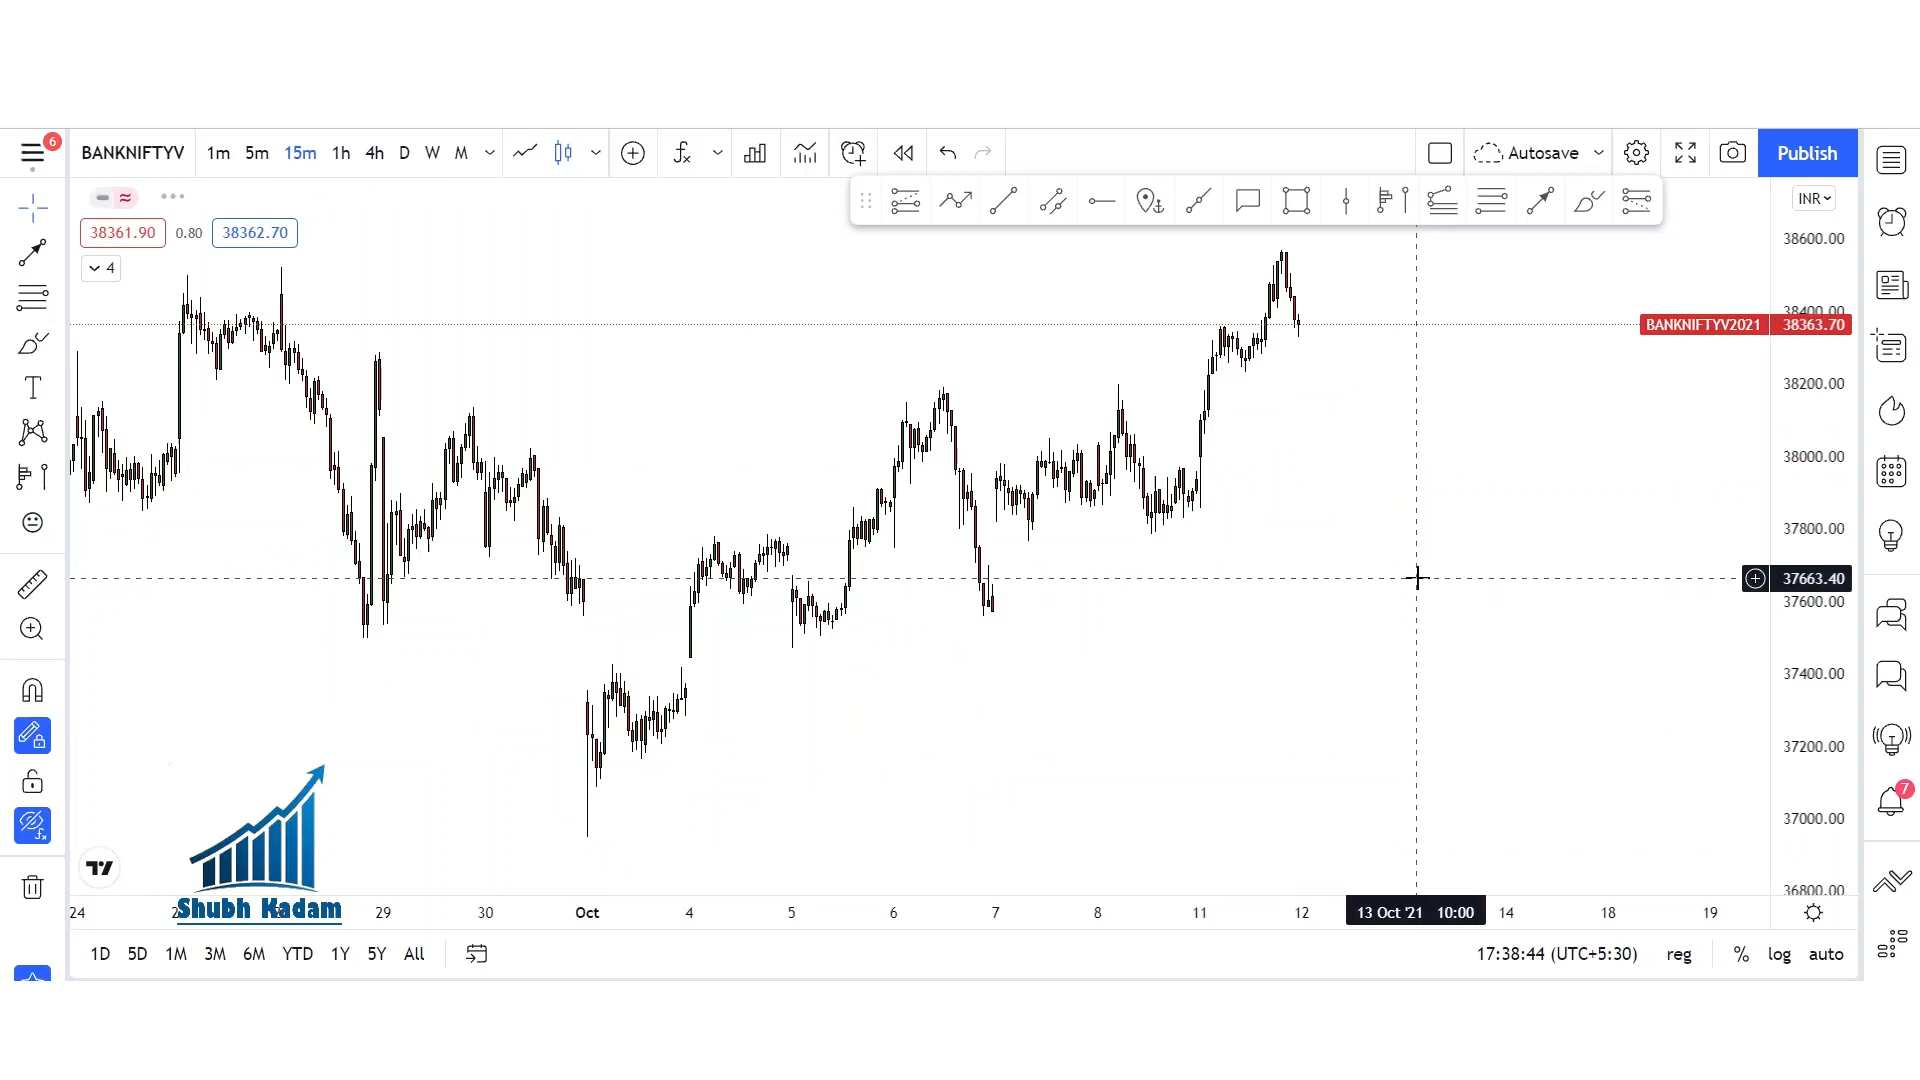 6
BANKNIFTYV 1m 5m 15m 1h 4h D W M Autosave Publish
INR
38361.90 0.80 38362.70
4
38600.00
38400.00
BANKNIFTYV2021 38363.70
38200.00
38000.00
37800.00
37663.40
37600.00
37400.00
37200.00
7
37000.00
36800.00
Shubh Kadam
24 29 30 Oct 4 5 6 7 8 11 12 13 Oct '21 10:00 14 18 19
1D 5D 1M 3M 6M YTD 1Y 5Y All 17:38:44 (UTC+5:30) reg % log auto